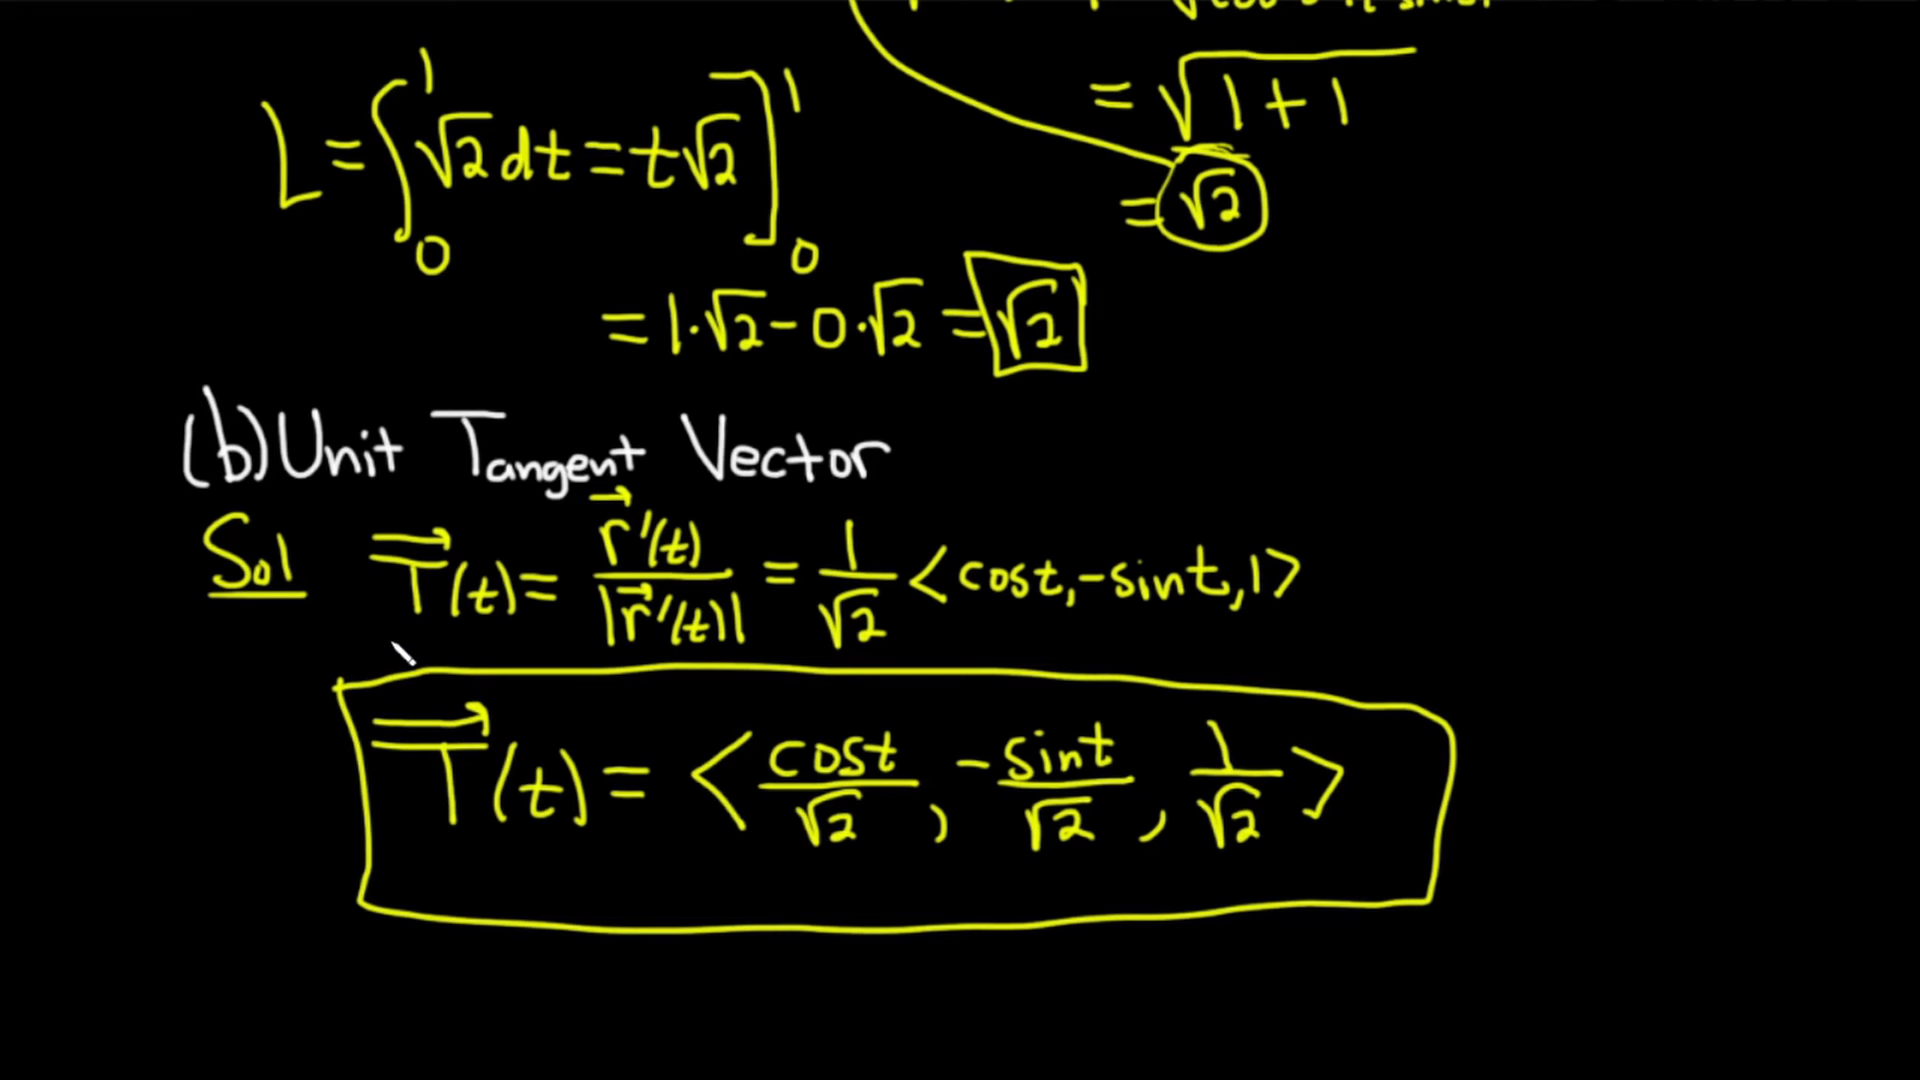 = √1 + 1
L = ∫₀¹ √2 dt = t√2 ]₀¹
= √2
= 1·√2 - 0·√2 = √2
(b) Unit Tangent Vector
Sol T⃗(t) = r⃗'(t)/|r⃗'(t)| = 1/√2 <cost, -sint, 1>
T⃗(t) = <cost/√2, -sint/√2, 1/√2>